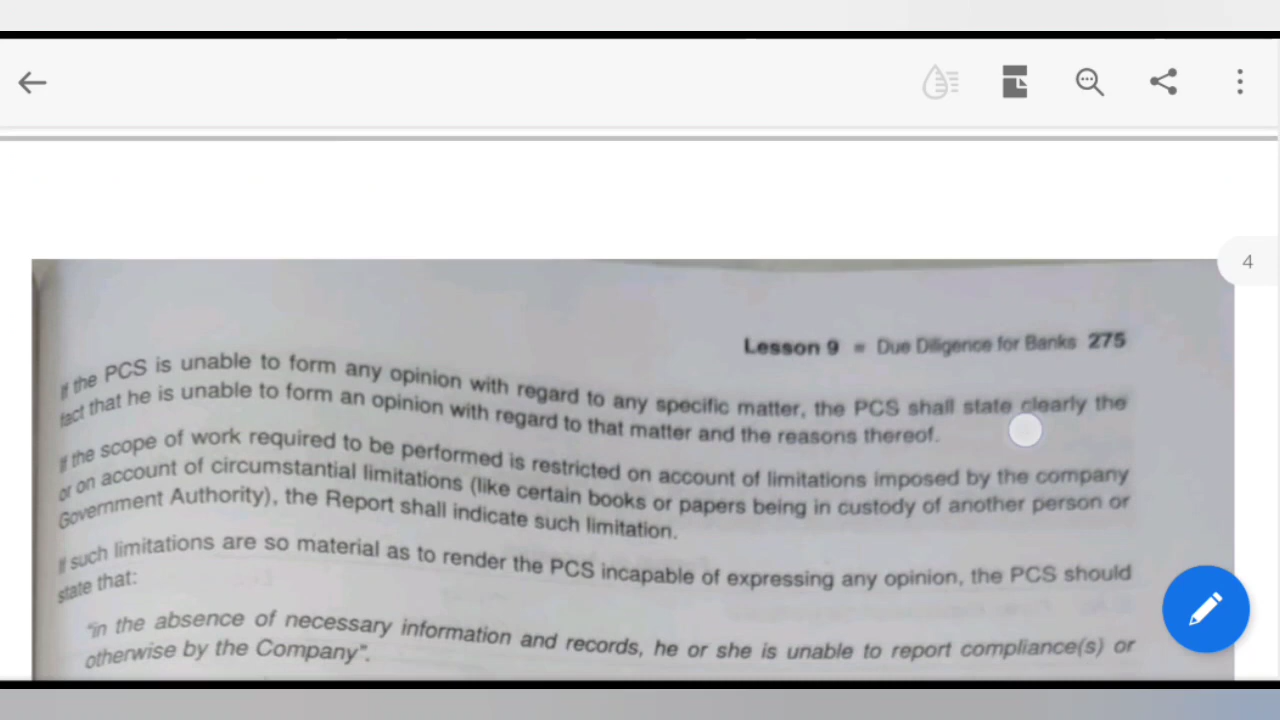 4
Lesson 9 = Due Diligence for Banks 275
If the PCS is unable to form any opinion with regard to any specific matter, the PCS shall state clearly the
fact that he is unable to form an opinion with regard to that matter and the reasons thereof.
If the scope of work required to be performed is restricted on account of limitations imposed by the company
or on account of circumstantial limitations (like certain books or papers being in custody of another person or
Government Authority), the Report shall indicate such limitation.
If such limitations are so material as to render the PCS incapable of expressing any opinion, the PCS should
state that:
"in the absence of necessary information and records, he or she is unable to report compliance(s) or
otherwise by the Company".